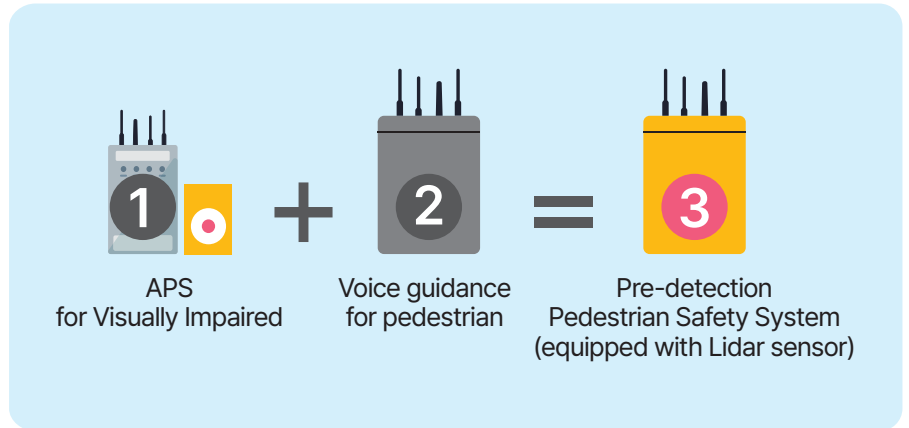 1
+
2
=
3
APS
for Visually Impaired
Voice guidance
for pedestrian
Pre-detection
Pedestrian Safety System
(equipped with Lidar sensor)